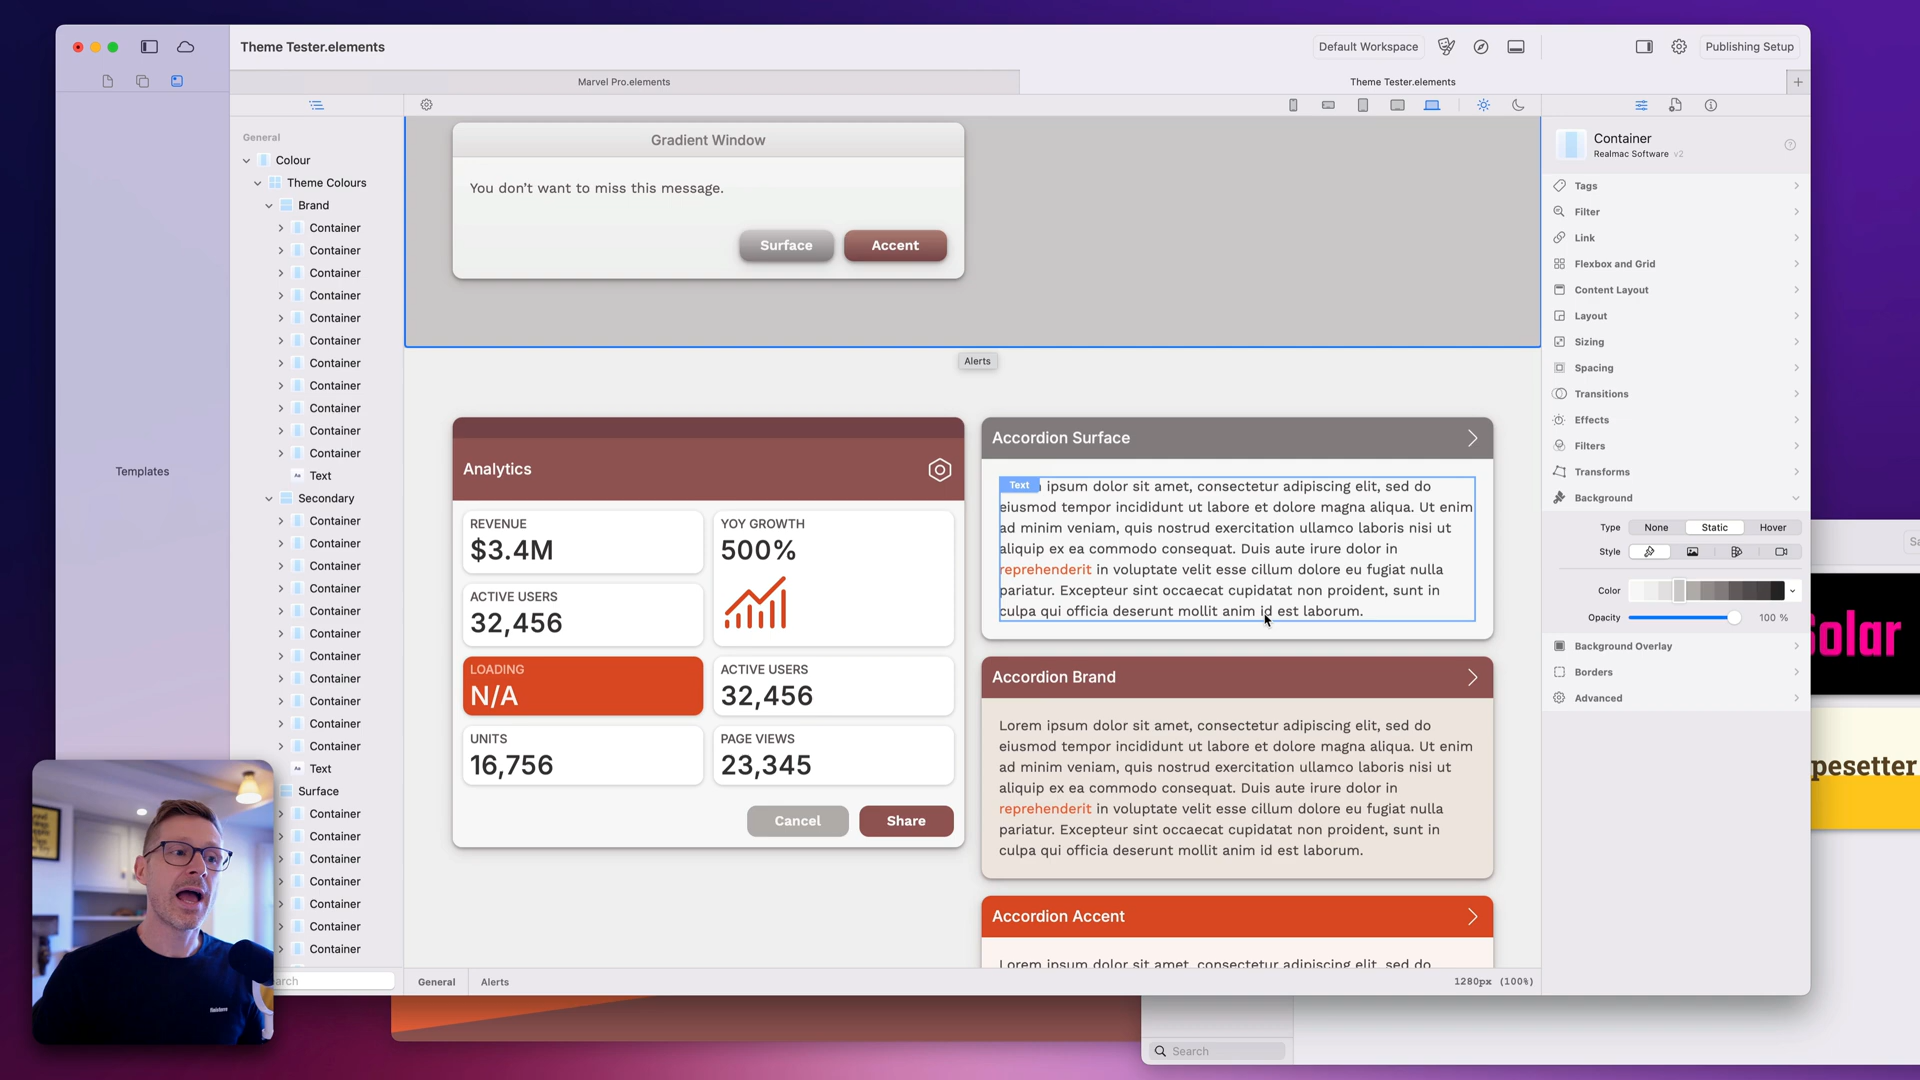 Theme Tester.elements
Default Workspace
Publishing Setup
Marvel Pro.elements
Theme Tester.elements
General
Colour
Theme Colours
Brand
Container
Container
Container
Container
Container
Container
Container
Container
Container
Container
Container
Text
Secondary
Container
Container
Container
Container
Container
Container
Container
Container
Container
Container
Container
Text
Surface
Container
Container
Container
Container
Container
Container
Container
Templates
Gradient Window
You don't want to miss this message.
Surface
Accent
Alerts
Analytics
REVENUE
$3.4M
YOY GROWTH
500%
ACTIVE USERS
32,456
LOADING
N/A
ACTIVE USERS
32,456
UNITS
16,756
PAGE VIEWS
23,345
Cancel
Share
Accordion Surface
Text
ipsum dolor sit amet, consectetur adipiscing elit, sed do
eiusmod tempor incididunt ut labore et dolore magna aliqua. Ut enim
ad minim veniam, quis nostrud exercitation ullamco laboris nisi ut
aliquip ex ea commodo consequat. Duis aute irure dolor in
reprehenderit in voluptate velit esse cillum dolore eu fugiat nulla
pariatur. Excepteur sint occaecat cupidatat non proident, sunt in
culpa qui officia deserunt mollit anim id est laborum.
Accordion Brand
Lorem ipsum dolor sit amet, consectetur adipiscing elit, sed do
eiusmod tempor incididunt ut labore et dolore magna aliqua. Ut enim
ad minim veniam, quis nostrud exercitation ullamco laboris nisi ut
aliquip ex ea commodo consequat. Duis aute irure dolor in
reprehenderit in voluptate velit esse cillum dolore eu fugiat nulla
pariatur. Excepteur sint occaecat cupidatat non proident, sunt in
culpa qui officia deserunt mollit anim id est laborum.
Accordion Accent
Lorem ipsum dolor sit amet, consectetur adipiscing elit, sed do
General
Alerts
1280px (100%)
Container
Realmac Software v2
Tags
Filter
Link
Flexbox and Grid
Content Layout
Layout
Sizing
Spacing
Transitions
Effects
Filters
Transforms
Background
Type
None
Static
Hover
Style
Color
Opacity
100 %
Background Overlay
Borders
Advanced
Solar
pesetter
Search